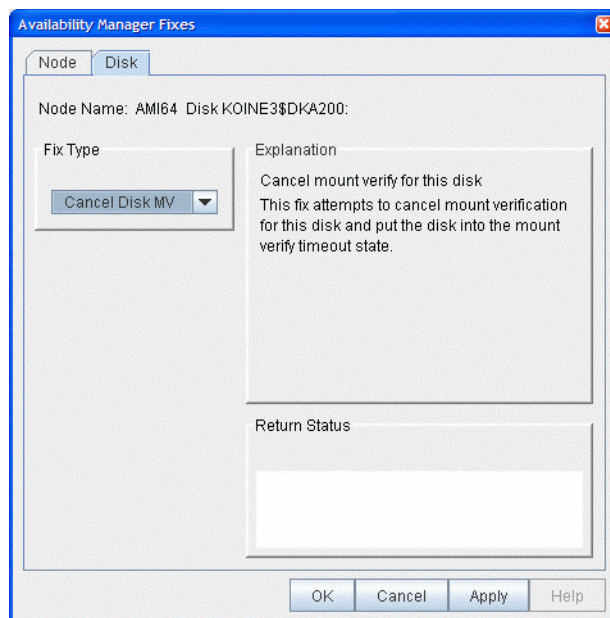 Availability Manager Fixes
Node
Disk
Node Name: AMI64 Disk KOINE3$DKA200:
Fix Type
Cancel Disk MV
Explanation
Cancel mount verify for this disk
This fix attempts to cancel mount verification
for this disk and put the disk into the mount
verify timeout state.
Return Status
OK
Cancel
Apply
Help